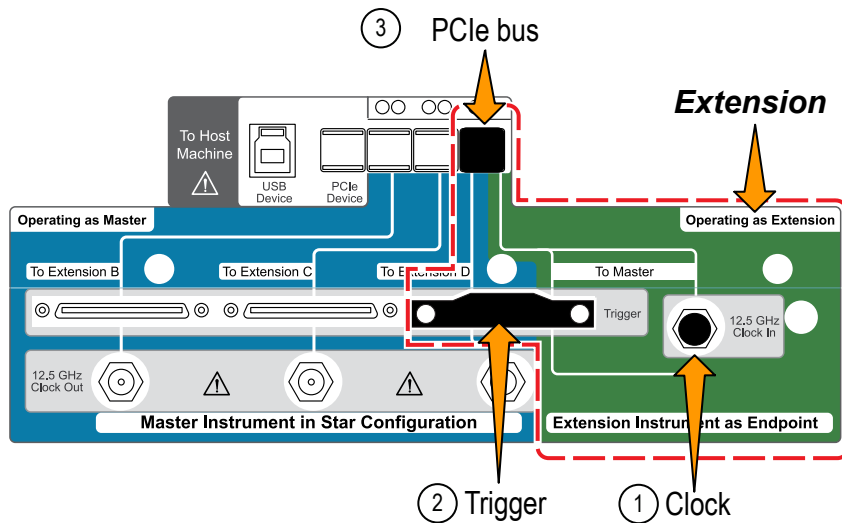 3 PCIe bus
Extension
To Host
Machine
USB
Device
PCIe
Device
Operating as Master
Operating as Extension
To Extension B
To Extension C
To Extension D
To Master
Trigger
12.5 GHz
Clock In
12.5 GHz
Clock Out
Master Instrument in Star Configuration
Extension Instrument as Endpoint
2 Trigger
1 Clock